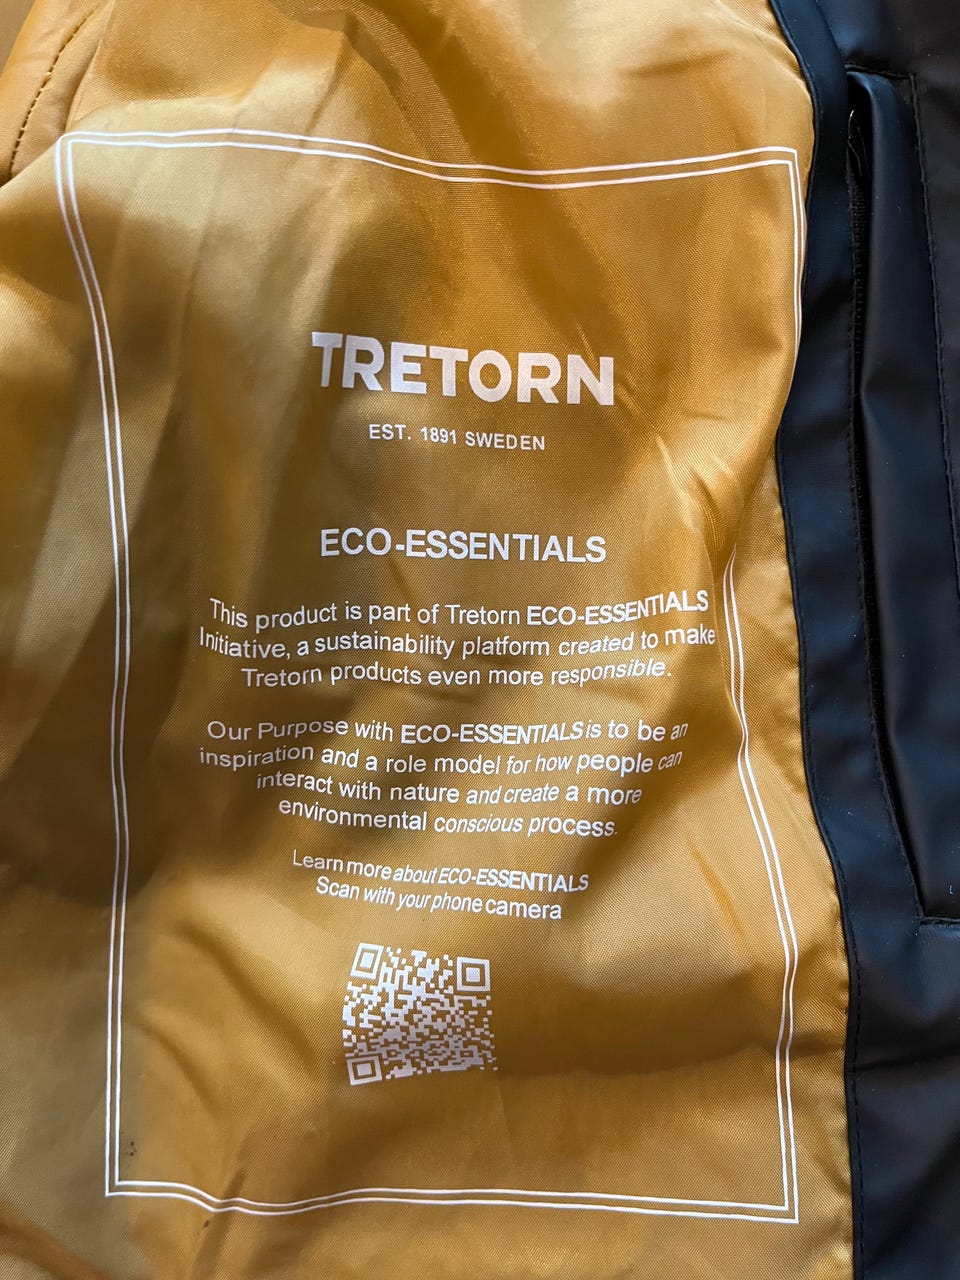 TRETORN
EST. 1891 SWEDEN
ECO-ESSENTIALS
This product is part of Tretorn ECO-ESSENTIALS
Initiative, a sustainability platform created to make
Tretorn products even more responsible.
Our Purpose with ECO-ESSENTIALS is to be an
inspiration and a role model for how people can
interact with nature and create a more
environmental conscious process.
Learn more about ECO-ESSENTIALS
Scan with your phone camera